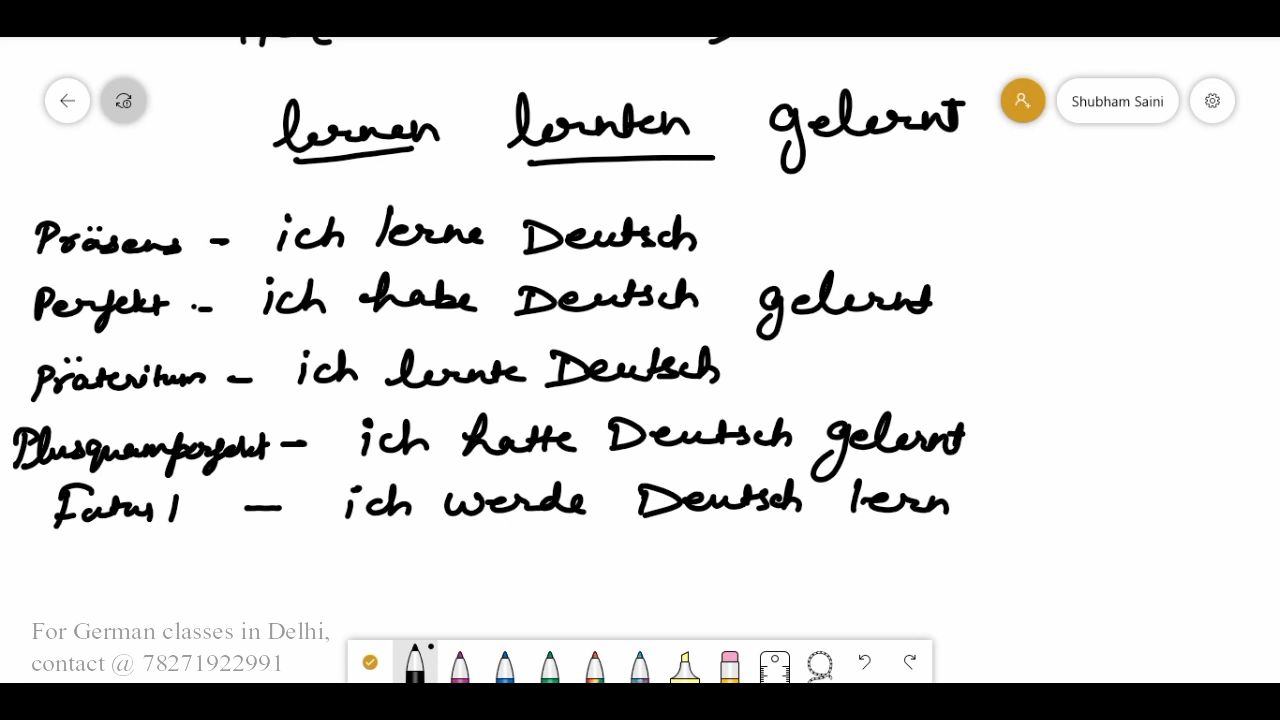 Shubham Saini
lernen lernten gelernt
Präsens - ich lerne Deutsch
Perfekt - ich habe Deutsch gelernt
Präteritum - ich lernte Deutsch
Plusquamperfekt - ich hatte Deutsch gelernt
Futur 1 - ich werde Deutsch lern
For German classes in Delhi,
contact @ 78271922991